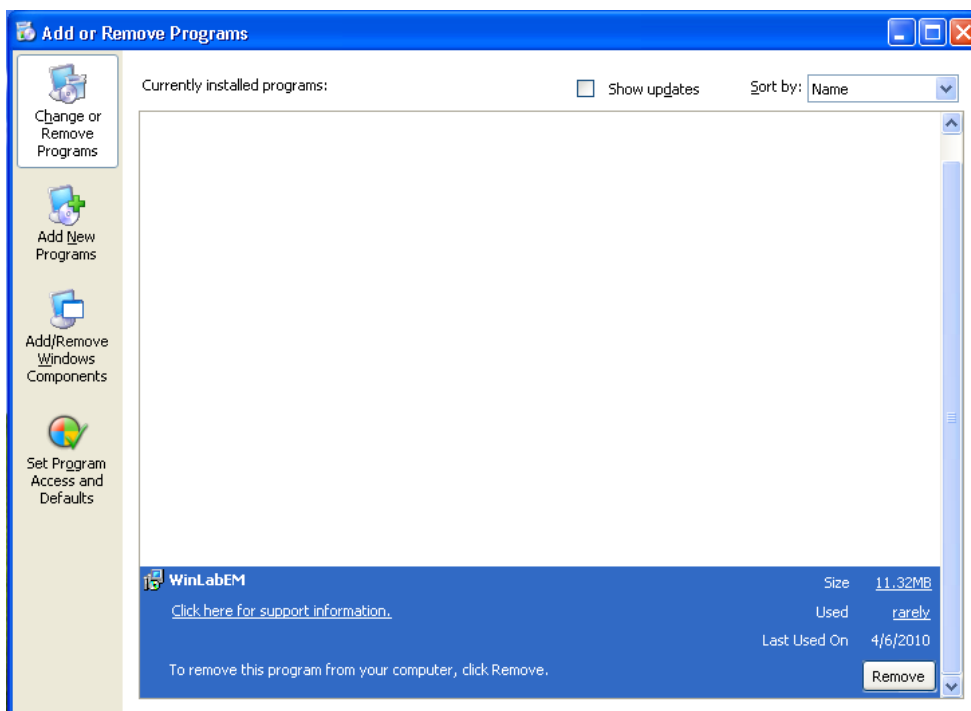 Add or Remove Programs
Change or
Remove
Programs
Add New
Programs
Add/Remove
Windows
Components
Set Program
Access and
Defaults
Currently installed programs:
Show updates
Sort by: Name
WinLabEM
Size 11.32MB
Click here for support information.
Used rarely
Last Used On 4/6/2010
To remove this program from your computer, click Remove.
Remove